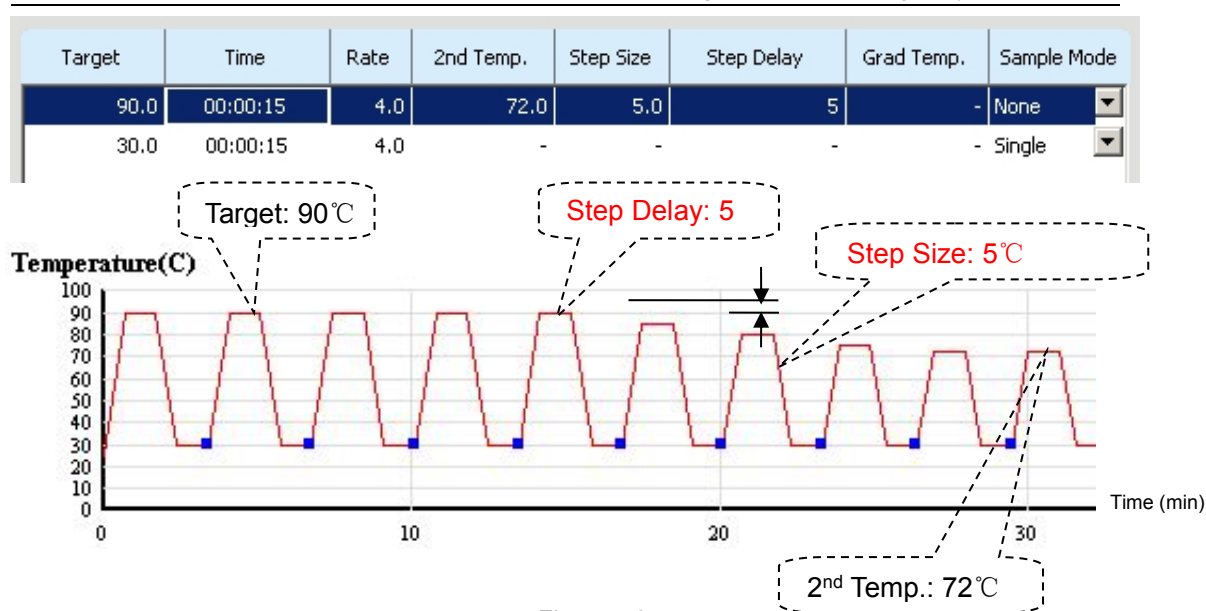 Target Time Rate 2nd Temp. Step Size Step Delay Grad Temp. Sample Mode
90.0 00:00:15 4.0 72.0 5.0 5 - None
30.0 00:00:15 4.0 - - - - Single
Target: 90℃
Step Delay: 5
Step Size: 5℃
Temperature(C)
100
90
80
70
60
50
40
30
20
10
0
0 10 20 30
Time (min)
2nd Temp.: 72℃